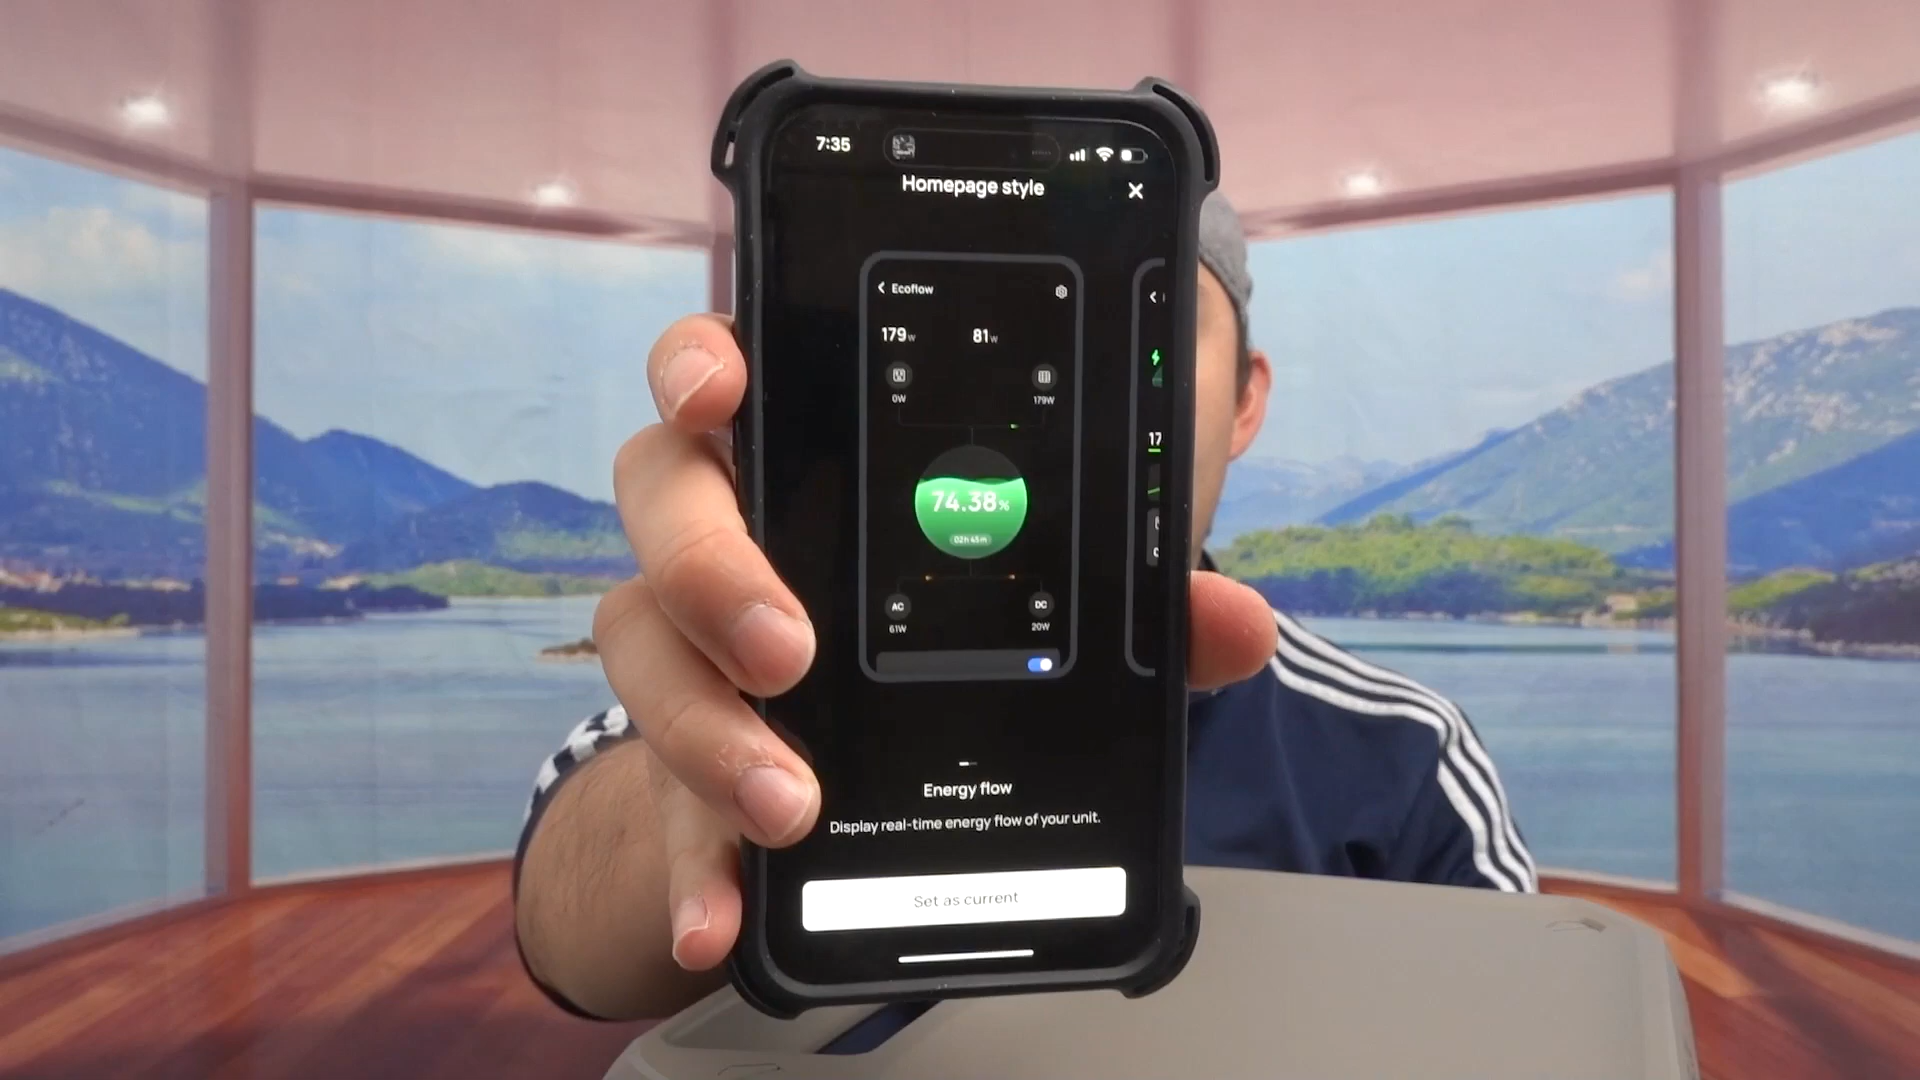 7:35
Homepage style
Ecoflow
179W 81W
0W 179W
17
74.38%
02h 45m
AC DC
61W 20W
Energy flow
Display real-time energy flow of your unit.
Set as current